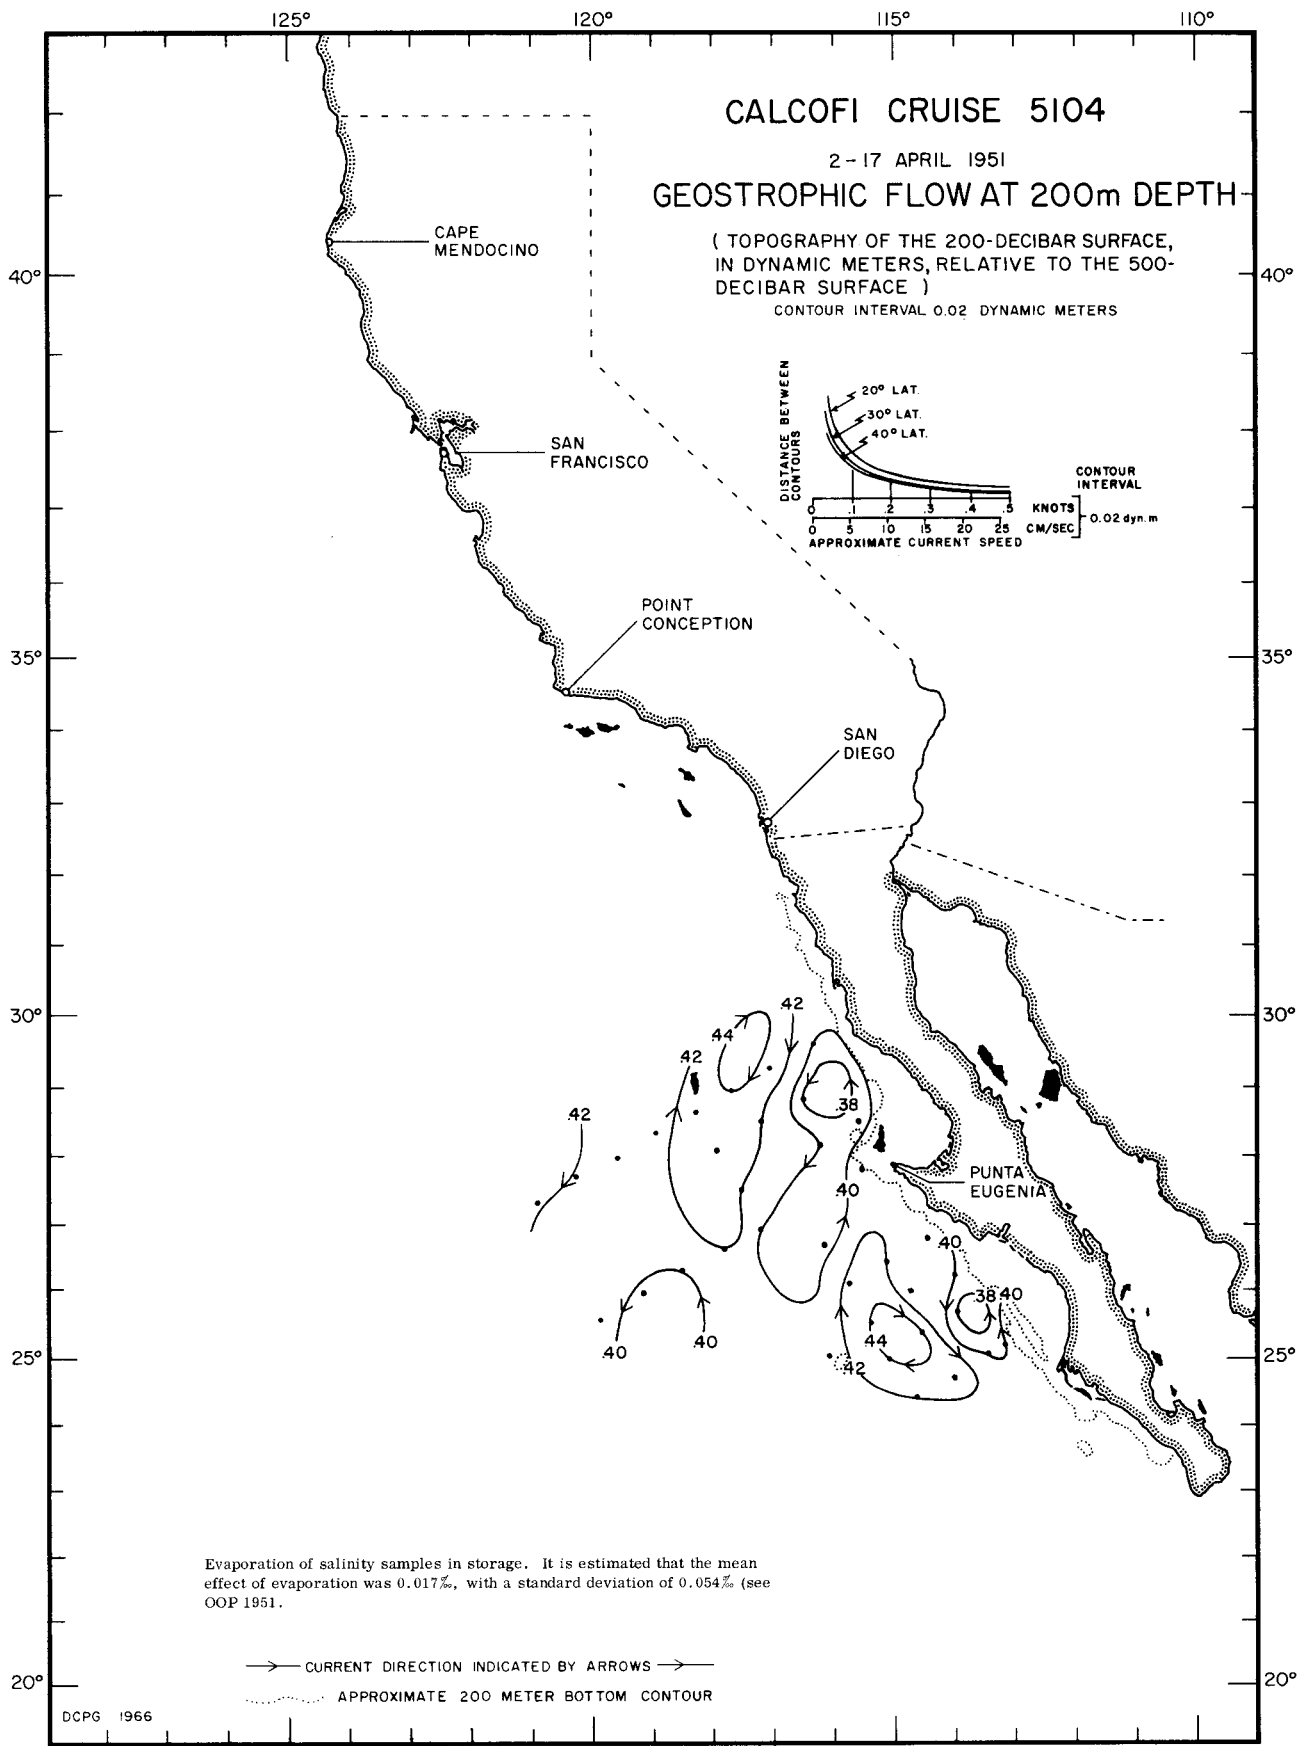 125° 120° 115° 110°
CALCOFI CRUISE 5104
2-17 APRIL 1951
GEOSTROPHIC FLOW AT 200m DEPTH
( TOPOGRAPHY OF THE 200-DECIBAR SURFACE,
IN DYNAMIC METERS, RELATIVE TO THE 500-
DECIBAR SURFACE )
CONTOUR INTERVAL 0.02 DYNAMIC METERS
CAPE
MENDOCINO
40° 40°
DISTANCE BETWEEN
CONTOURS
20° LAT.
30° LAT.
40° LAT.
CONTOUR
INTERVAL
0 .1 .2 .3 .4 .5 KNOTS
0 5 10 15 20 25 CM/SEC
0.02 dyn. m
APPROXIMATE CURRENT SPEED
SAN
FRANCISCO
POINT
CONCEPTION
35° 35°
SAN
DIEGO
30° 30°
.42
.44
.42
.38
.42
PUNTA
EUGENIA
.40
.40
.38 .40
.44
.40 .40
.42
25° 25°
Evaporation of salinity samples in storage. It is estimated that the mean
effect of evaporation was 0.017‰, with a standard deviation of 0.054‰ (see
OOP 1951.
CURRENT DIRECTION INDICATED BY ARROWS
20° 20°
APPROXIMATE 200 METER BOTTOM CONTOUR
DCPG 1966